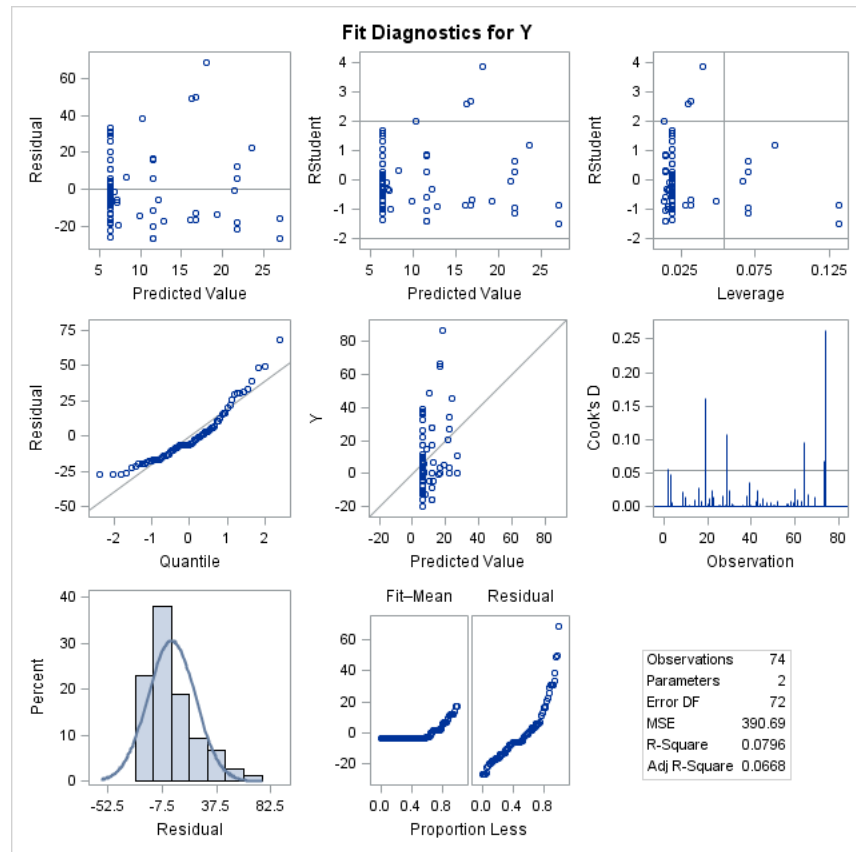 Fit Diagnostics for Y
Residual
60
40
20
0
-20
5 10 15 20 25
Predicted Value
RStudent
4
3
2
1
0
-1
-2
5 10 15 20 25
Predicted Value
RStudent
4
3
2
1
0
-1
-2
0.025 0.075 0.125
Leverage
Residual
75
50
25
0
-25
-50
-2 -1 0 1 2
Quantile
Y
80
60
40
20
0
-20
-20 0 20 40 60 80
Predicted Value
Cook's D
0.25
0.20
0.15
0.10
0.05
0.00
0 20 40 60 80
Observation
Percent
40
30
20
10
0
-52.5 -7.5 37.5 82.5
Residual
Fit–Mean Residual
60
40
20
0
-20
0.0 0.4 0.8 0.0 0.4 0.8
Proportion Less
Observations 74
Parameters 2
Error DF 72
MSE 390.69
R-Square 0.0796
Adj R-Square 0.0668